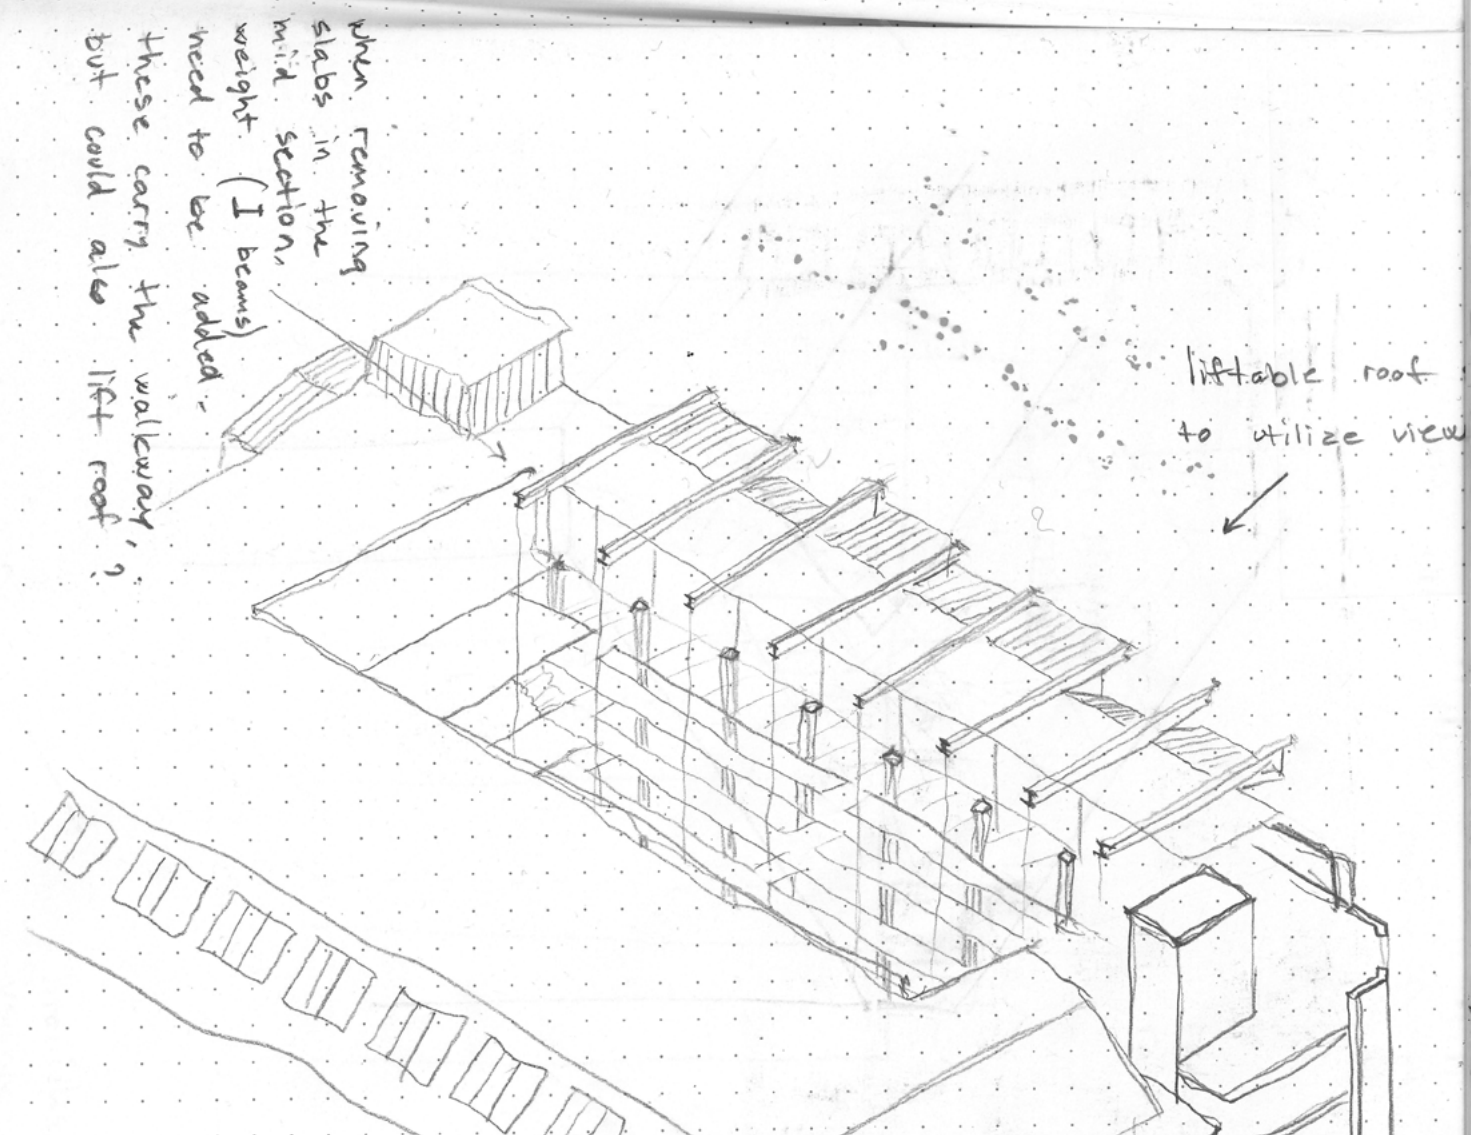 when removing
slabs in the
mid section,
weight (I beams)
need to be added.
these carry the walkway,
but could also lift roof?
liftable roof
to utilize view